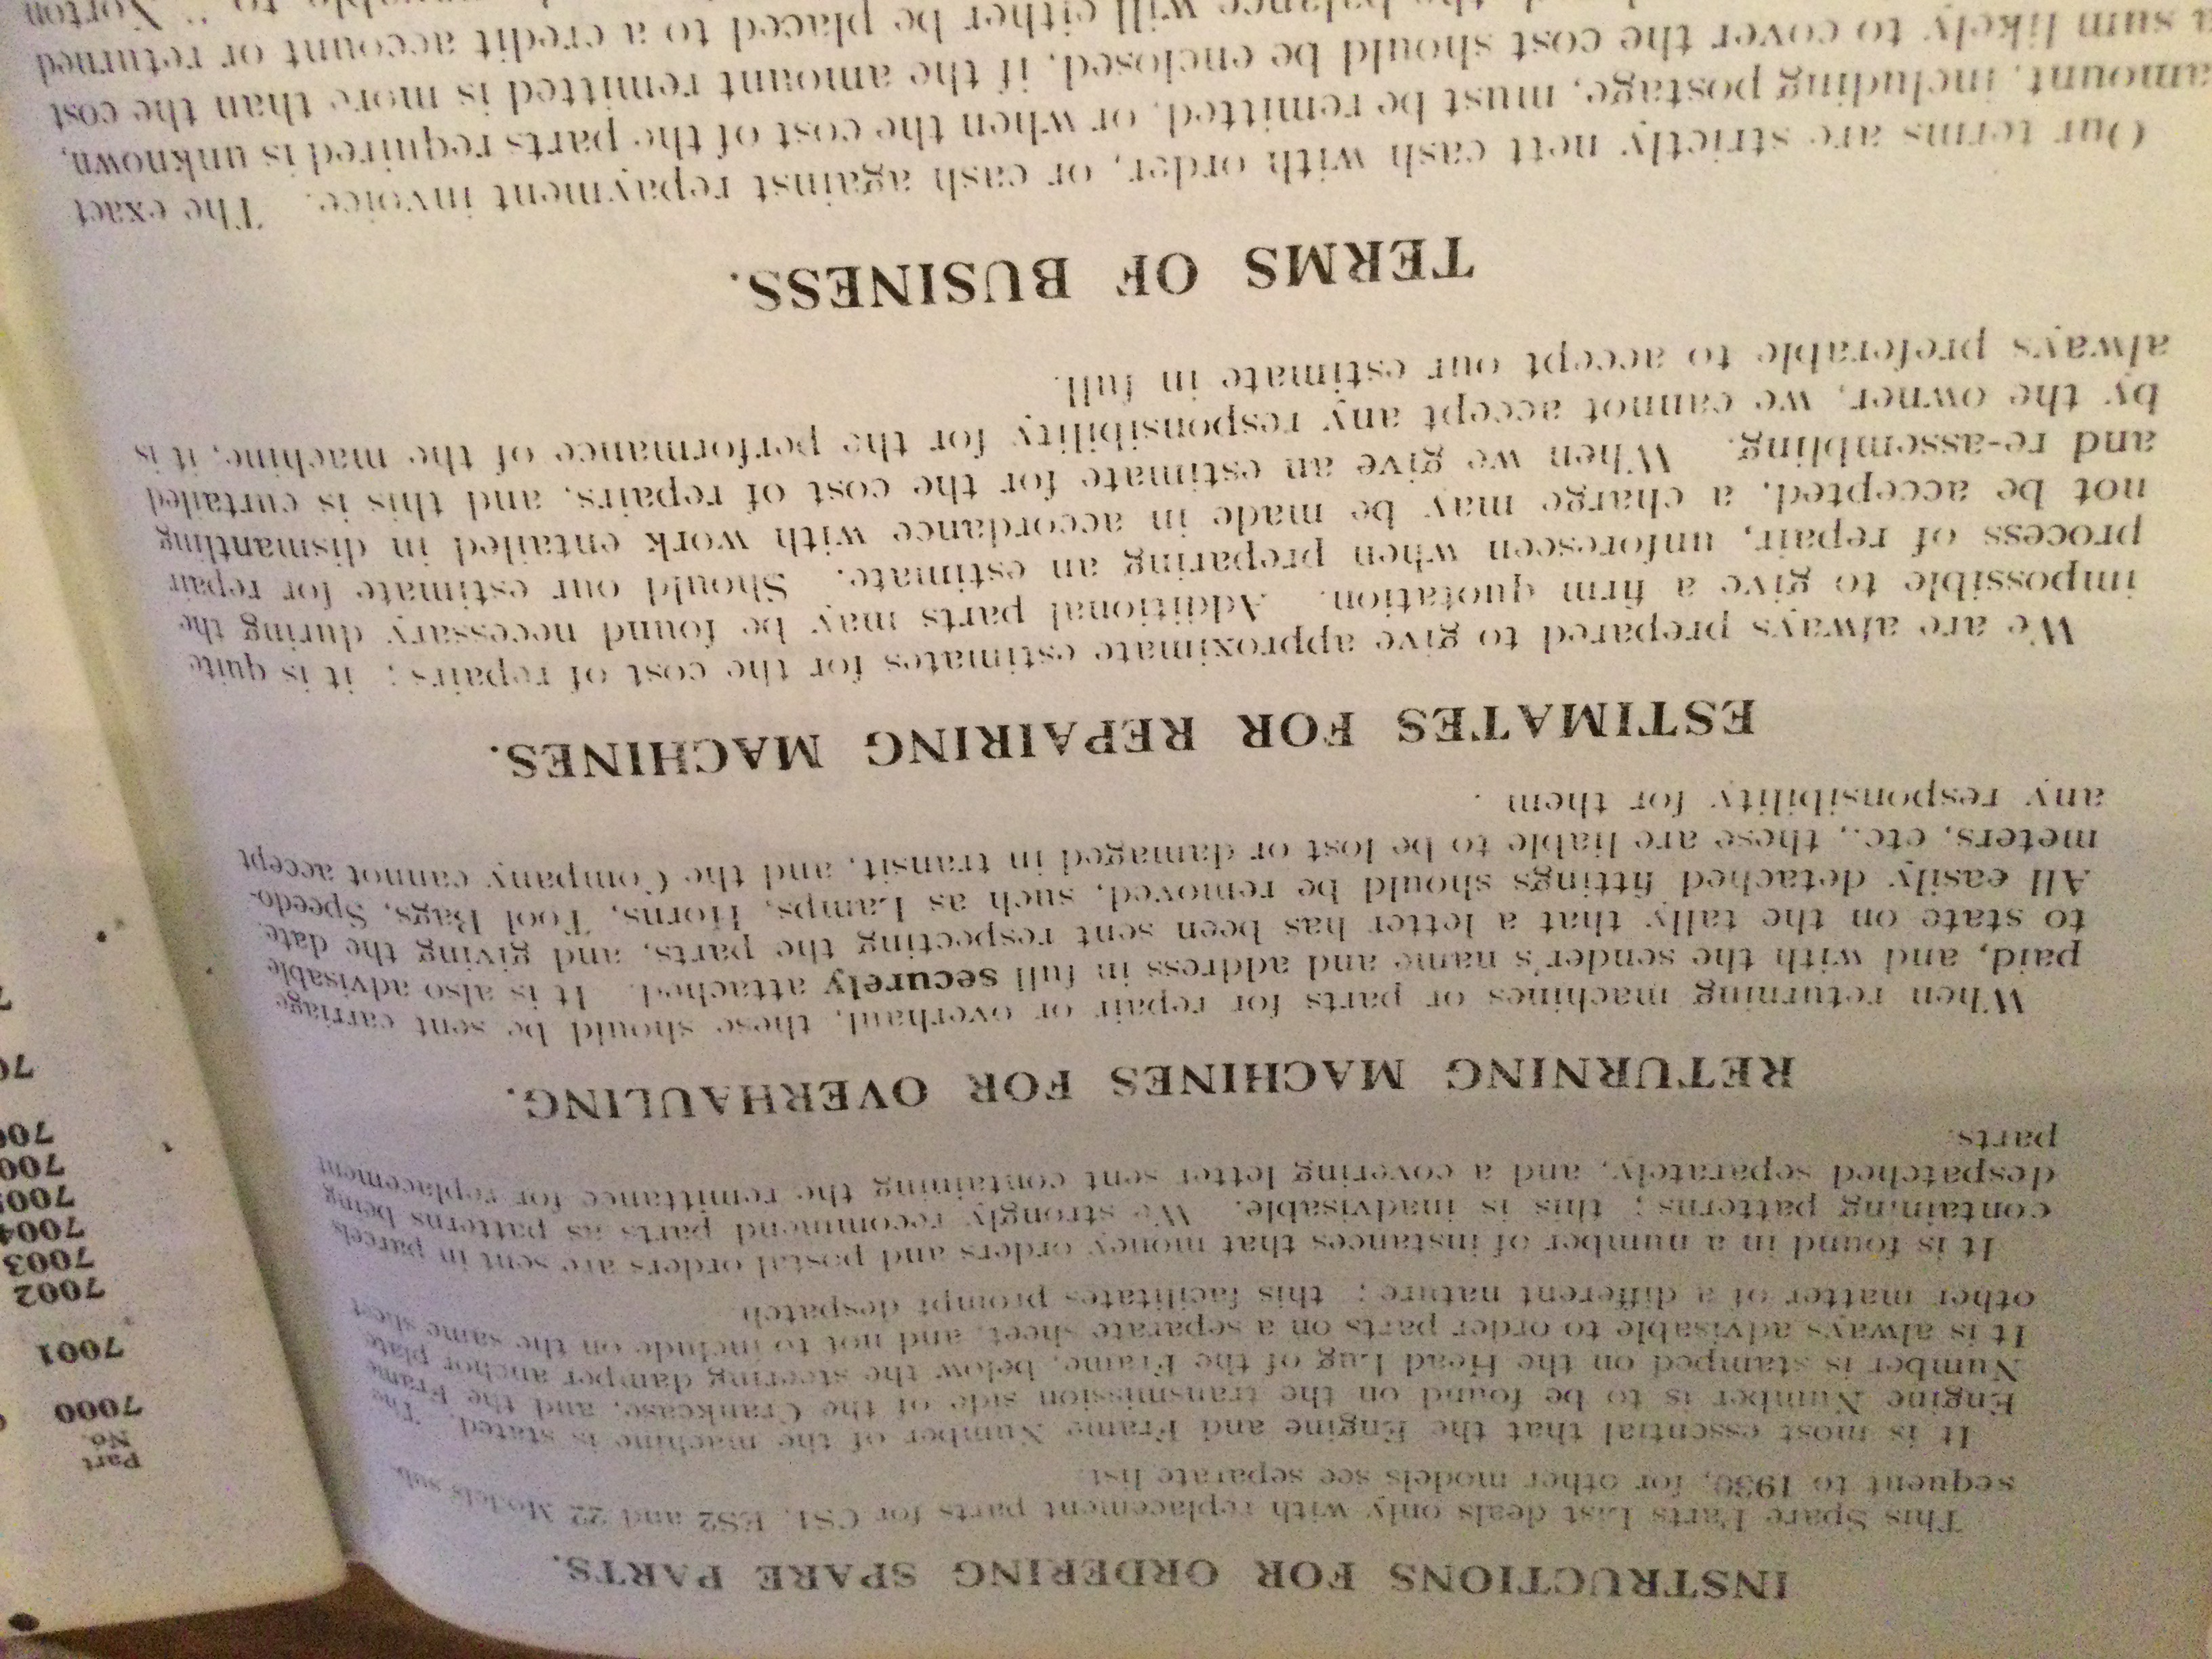 INSTRUCTIONS FOR ORDERING SPARE PARTS.
This Spare Parts List deals only with replacement parts for CS1, ES2 and 22 Models sub-
sequent to 1930, for other models see separate list.
It is most essential that the Engine and Frame Number of the machine is stated. The
Engine Number is to be found on the transmission side of the Crankcase, and the Frame
Number is stamped on the Head Lug of the Frame, below the steering damper anchor plate
It is always advisable to order parts on a separate sheet, and not to include on the same sheet
other matter of a different nature ; this facilitates prompt despatch.
It is found in a number of instances that money orders and postal orders are sent in parcels
containing patterns ; this is inadvisable. We strongly recommend parts as patterns being
despatched separately, and a covering letter sent containing the remittance for replacement
parts.
RETURNING MACHINES FOR OVERHAULING.
When returning machines or parts for repair or overhaul, these should be sent carriage
paid, and with the sender's name and address in full securely attached. It is also advisable
to state on the tally that a letter has been sent respecting the parts, and giving the date.
All easily detached fittings should be removed, such as Lamps, Horns, Tool Bags, Speedo-
meters, etc., these are liable to be lost or damaged in transit, and the Company cannot accept
any responsibility for them .
ESTIMATES FOR REPAIRING MACHINES.
We are always prepared to give approximate estimates for the cost of repairs ; it is quite
impossible to give a firm quotation. Additional parts may be found necessary during the
process of repair, unforeseen when preparing an estimate. Should our estimate for repair
not be accepted, a charge may be made in accordance with work entailed in dismantling
and re-assembling. When we give an estimate for the cost of repairs, and this is curtailed
by the owner, we cannot accept any responsibility for the performance of the machine, it is
always preferable to accept our estimate in full.
TERMS OF BUSINESS.
Our terms are strictly nett cash with order, or cash against repayment invoice. The exact
amount, including postage, must be remitted, or when the cost of the parts required is unknown,
a sum likely to cover the cost should be enclosed, if the amount remitted is more than the cost
the balance will either be placed to a credit account or returned
to "Norton
Part
No.
7000
7001
7002
7003
7004